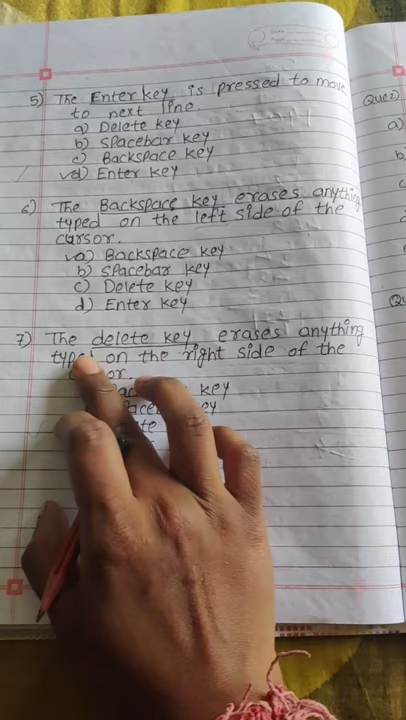 5) The Enter key is pressed to move
to next line.
a) Delete key
b) Spacebar key
c) Backspace key
✓d) Enter key
6) The Backspace key erases anything
typed on the left side of the
cursor.
✓a) Backspace key
b) Spacebar key
c) Delete key
d) Enter key
7) The delete key erases anything
on the right side of the
key
Que2)
a)
b)
c
Qu